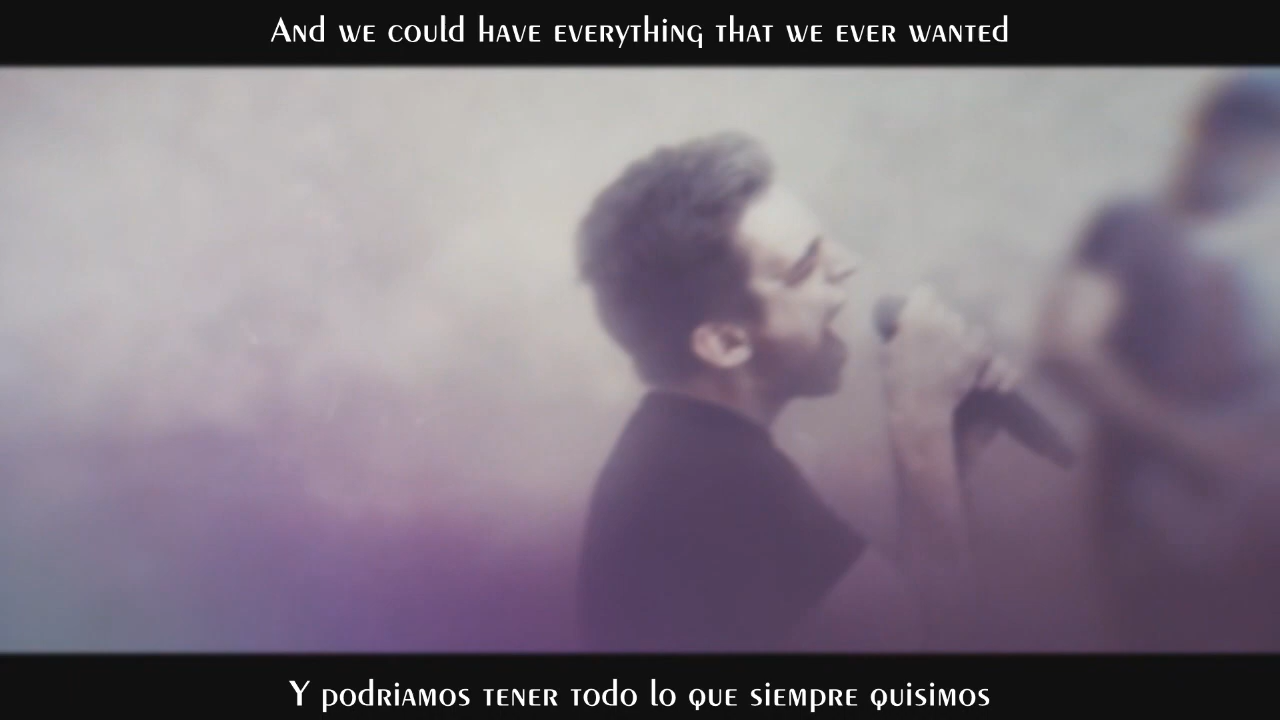 And we could have everything that we ever wanted
Y podriamos tener todo lo que siempre quisimos